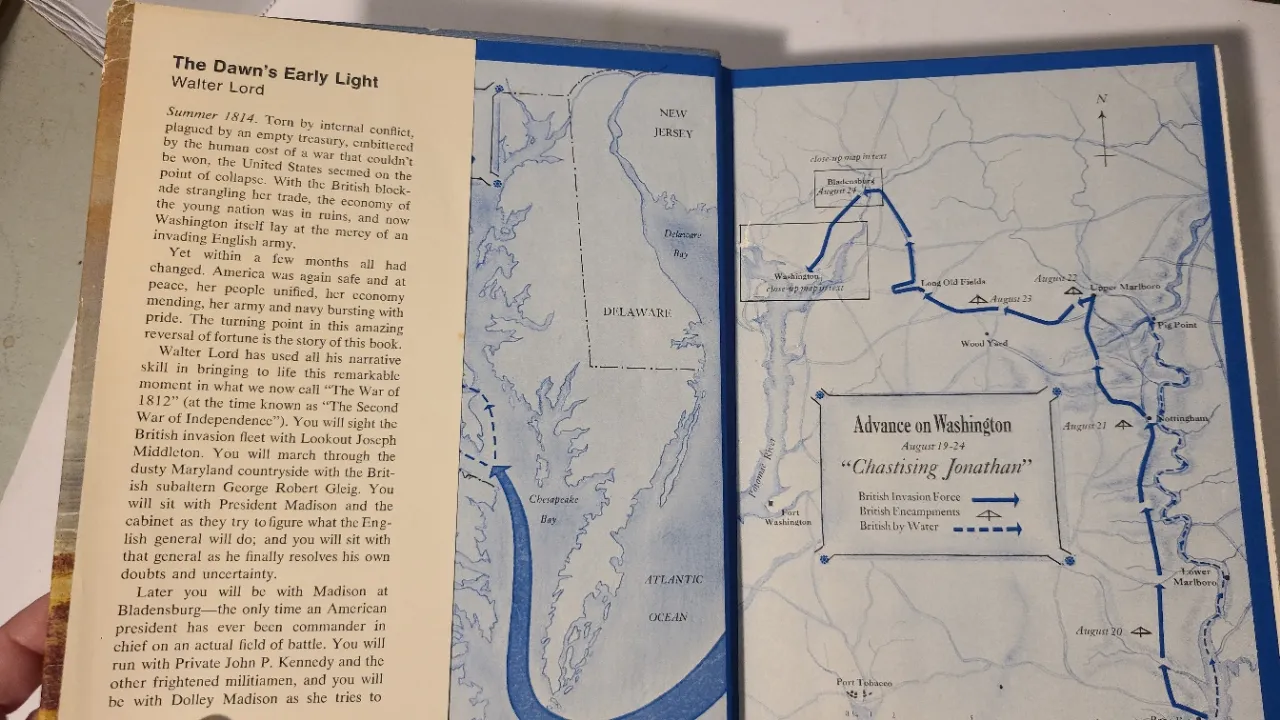 The Dawn's Early Light
Walter Lord
Summer 1814. Torn by internal conflict,
plagued by an empty treasury, embittered
by the human cost of a war that couldn't
be won, the United States seemed on the
point of collapse. With the British block-
ade strangling her trade, the economy of
the young nation was in ruins, and now
Washington itself lay at the mercy of an
invading English army.
Yet within a few months all had
changed. America was again safe and at
peace, her people unified, her economy
mending, her army and navy bursting with
pride. The turning point in this amazing
reversal of fortune is the story of this book.
Walter Lord has used all his narrative
skill in bringing to life this remarkable
moment in what we now call "The War of
1812" (at the time known as "The Second
War of Independence"). You will sight the
British invasion fleet with Lookout Joseph
Middleton. You will march through the
dusty Maryland countryside with the Brit-
ish subaltern George Robert Gleig. You
will sit with President Madison and the
cabinet as they try to figure what the Eng-
lish general will do; and you will sit with
that general as he finally resolves his own
doubts and uncertainty.
Later you will be with Madison at
Bladensburg—the only time an American
president has ever been commander in
chief on an actual field of battle. You will
run with Private John P. Kennedy and the
other frightened militiamen, and you will
be with Dolley Madison as she tries to
NEW
JERSEY
Delaware
Bay
DELAWARE
Chesapeake
Bay
ATLANTIC
OCEAN
N
close-up map in text
Bladensburg
August 24
Washington
close-up map in text
Long Old Fields
August 23
August 22
Upper Marlboro
Pig Point
Wood Yard
Advance on Washington
August 19-24
"Chastising Jonathan"
British Invasion Force
British Encampments
British by Water
August 21
Nottingham
Potomac River
Fort
Washington
Lower
Marlboro
August 20
Port Tobacco